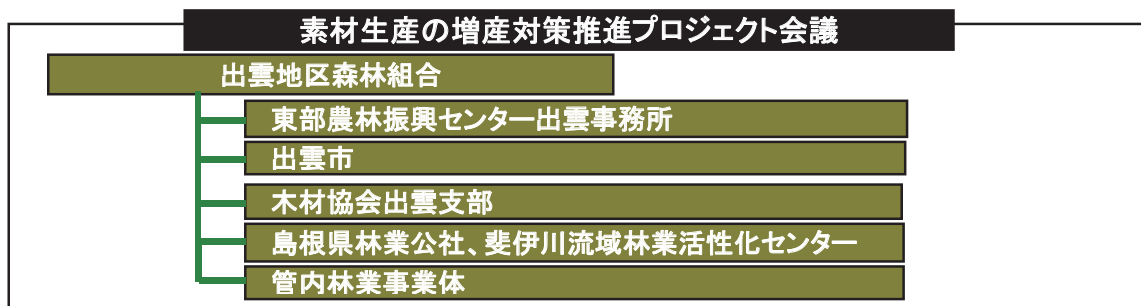 素材生産の増産対策推進プロジェクト会議
出雲地区森林組合
東部農林振興センター出雲事務所
出雲市
木材協会出雲支部
島根県林業公社、斐伊川流域林業活性化センター
管内林業事業体